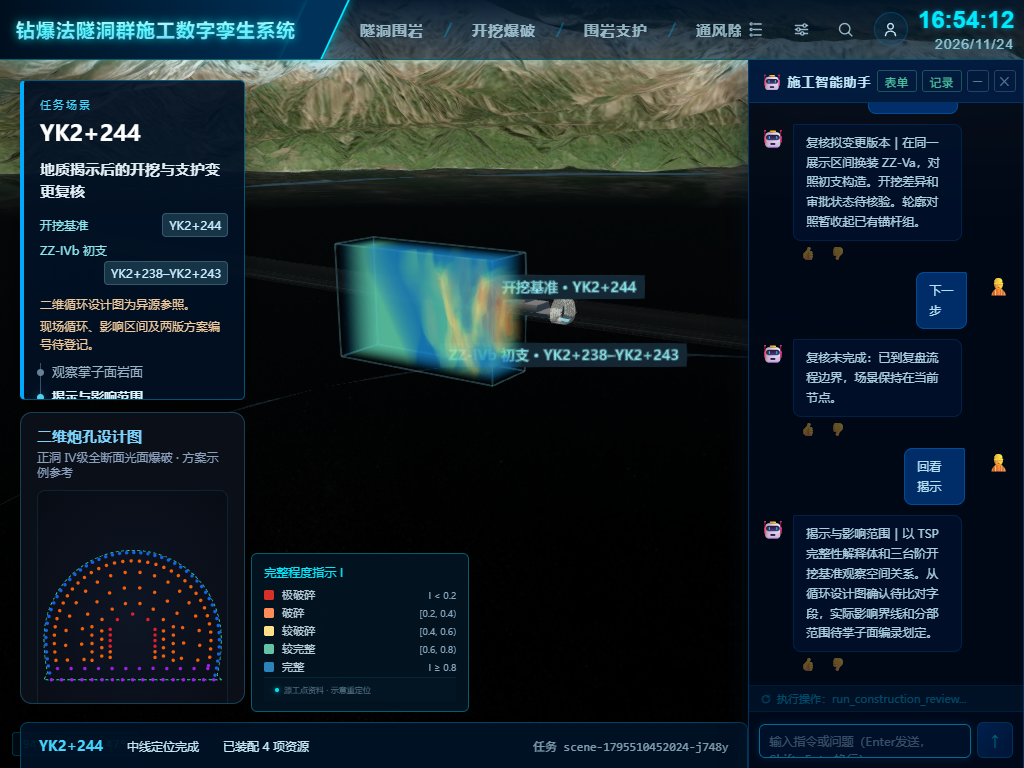 钻爆法隧洞群施工数字孪生系统
隧洞围岩 / 开挖爆破 / 围岩支护 / 通风除
16:54:12
2026/11/24
任务场景
YK2+244
地质揭示后的开挖与支护变
更复核
开挖基准 YK2+244
ZZ-IVb 初支
YK2+238—YK2+243
二维循环设计图为异源参照。
现场循环、影响区间及两版方案编
号待登记。
观察掌子面岩面
揭示与影响范围
二维炮孔设计图
正洞 IV级全断面光面爆破 · 方案示
例参考
开挖基准 • YK2+244
ZZ-IVb 初支 • YK2+238—YK2+243
完整程度指示 I
极破碎 I < 0.2
破碎 [0.2, 0.4)
较破碎 [0.4, 0.6)
较完整 [0.6, 0.8)
完整 I ≥ 0.8
源工点资料 · 示意重定位
YK2+244 中线定位完成 已装配 4 项资源 任务 scene-1795510452024-j748y
施工智能助手 表单 记录
复核拟变更版本 | 在同一
展示区间换装 ZZ-Va，对
照初支构造。开挖差异和
审批状态待核验。轮廓对
照暂收起已有锚杆组。
下一
步
复核未完成：已到复盘流
程边界，场景保持在当前
节点。
回看
揭示
揭示与影响范围 | 以 TSP
完整性解释体和三台阶开
挖基准观察空间关系。从
循环设计图确认待比对字
段，实际影响界线和分部
范围待掌子面编录划定。
执行操作：run_construction_review...
输入指令或问题（Enter发送，